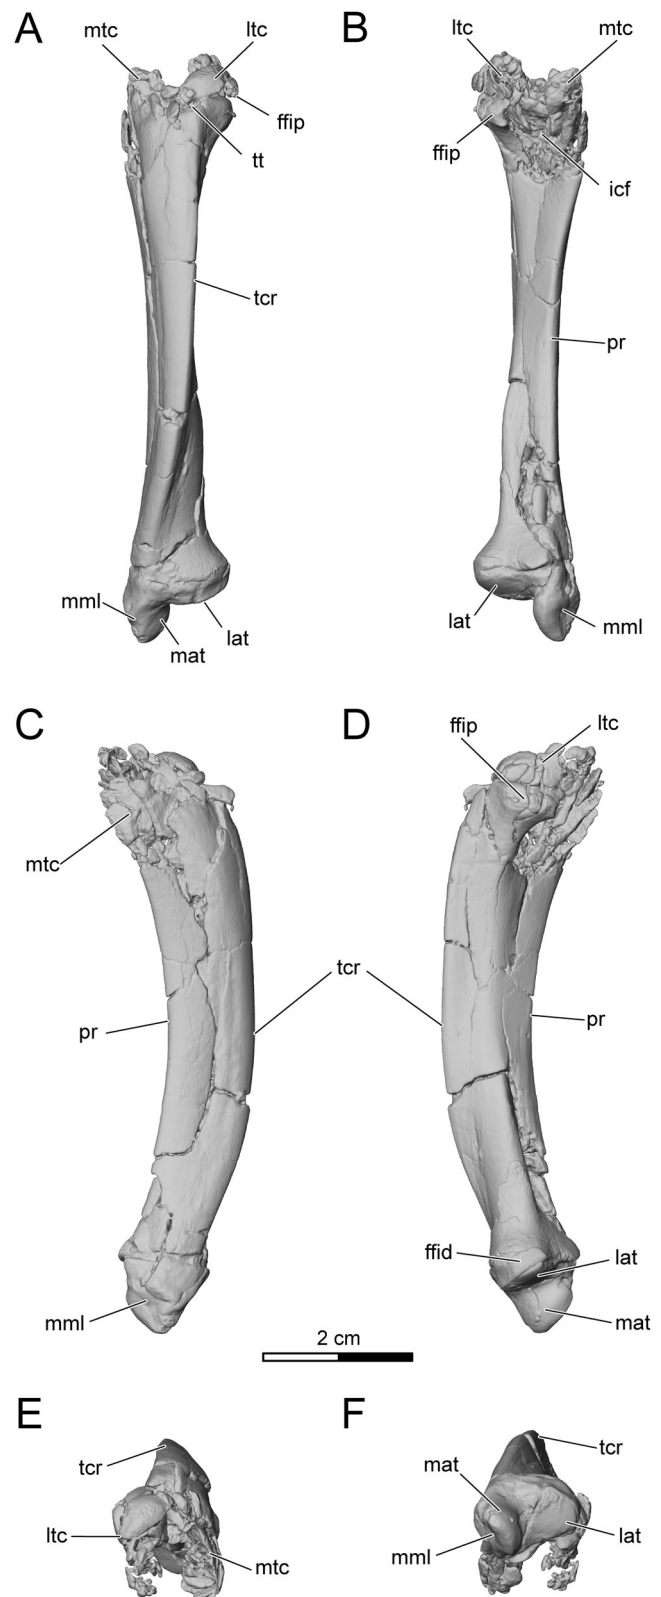 A
B
mtc
ltc
ltc
mtc
ffip
ffip
tt
icf
tcr
pr
mml
mat
lat
lat
mml
C
D
ffip
ltc
mtc
tcr
pr
pr
ffid
lat
mml
mat
2 cm
E
F
tcr
tcr
mat
ltc
mtc
mml
lat